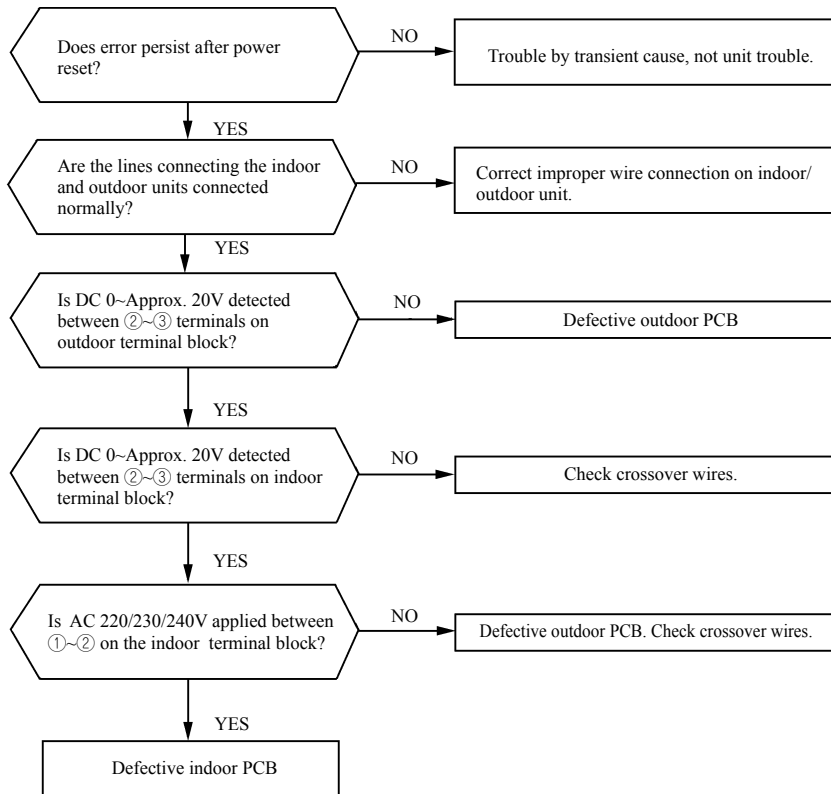 Does error persist after power
reset?
NO
Trouble by transient cause, not unit trouble.
YES
Are the lines connecting the indoor
and outdoor units connected
normally?
NO
Correct improper wire connection on indoor/
outdoor unit.
YES
Is DC 0~Approx. 20V detected
between ②~③ terminals on
outdoor terminal block?
NO
Defective outdoor PCB
YES
Is DC 0~Approx. 20V detected
between ②~③ terminals on indoor
terminal block?
NO
Check crossover wires.
YES
Is AC 220/230/240V applied between
①~② on the indoor terminal block?
NO
Defective outdoor PCB. Check crossover wires.
YES
Defective indoor PCB